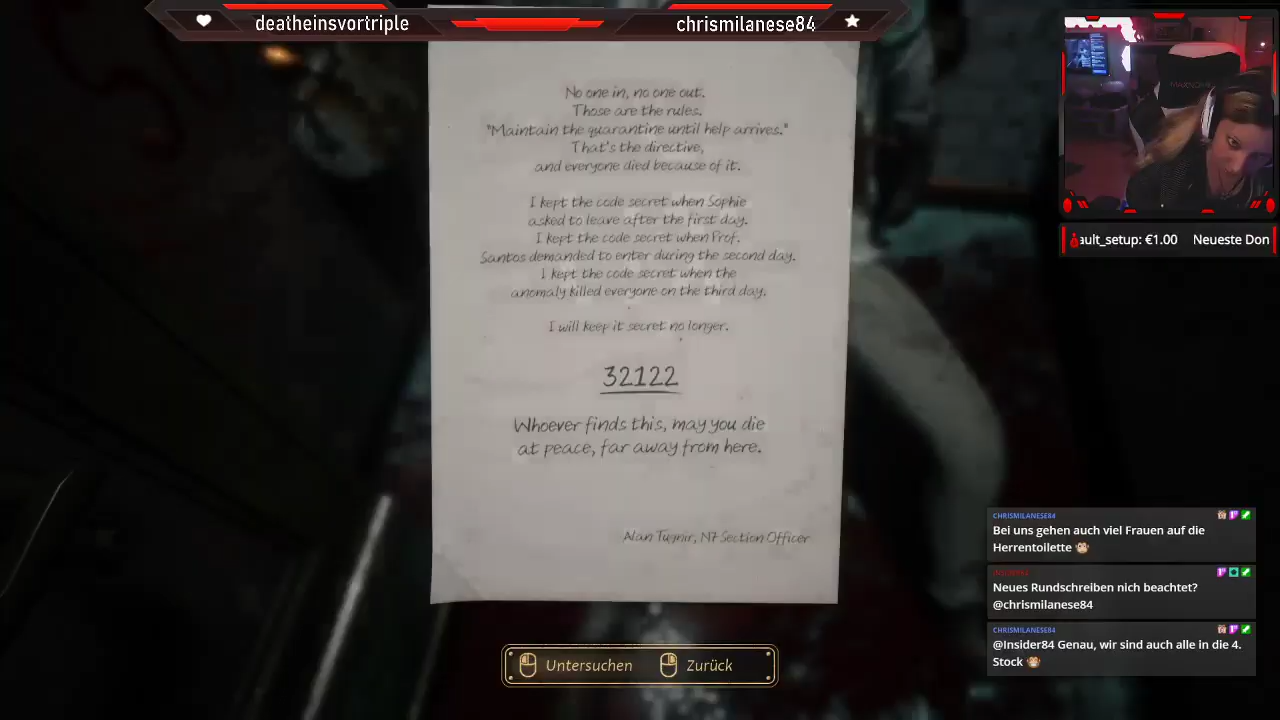 deatheinsvortriple
chrismilanese84
No one in, no one out.
Those are the rules.
"Maintain the quarantine until help arrives."
That's the directive,
and everyone died because of it.
I kept the code secret when Sophie
asked to leave after the first day.
I kept the code secret when Prof.
Santos demanded to enter during the second day.
I kept the code secret when the
anomaly killed everyone on the third day.
I will keep it secret no longer.
32122
Whoever finds this, may you die
at peace, far away from here.
Alan Tusmir, N7 Section Officer
Untersuchen
Zurück
ault_setup: €1.00 Neueste Don
CHRISMILANESE84
Bei uns gehen auch viel Frauen auf die
Herrentoilette
Neues Rundschreiben nich beachtet?
@chrismilanese84
CHRISMILANESE84
@Insider84 Genau, wir sind auch alle in die 4.
Stock